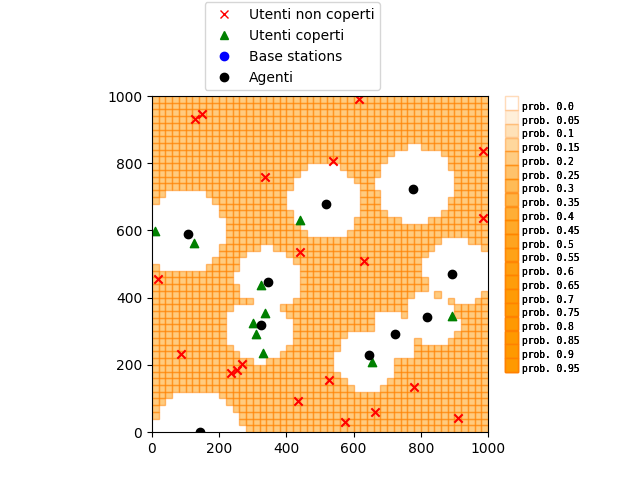 Utenti non coperti
Utenti coperti
Base stations
Agenti
1000
800
600
400
200
0
0 200 400 600 800 1000
prob. 0.0
prob. 0.05
prob. 0.1
prob. 0.15
prob. 0.2
prob. 0.25
prob. 0.3
prob. 0.35
prob. 0.4
prob. 0.45
prob. 0.5
prob. 0.55
prob. 0.6
prob. 0.65
prob. 0.7
prob. 0.75
prob. 0.8
prob. 0.85
prob. 0.9
prob. 0.95